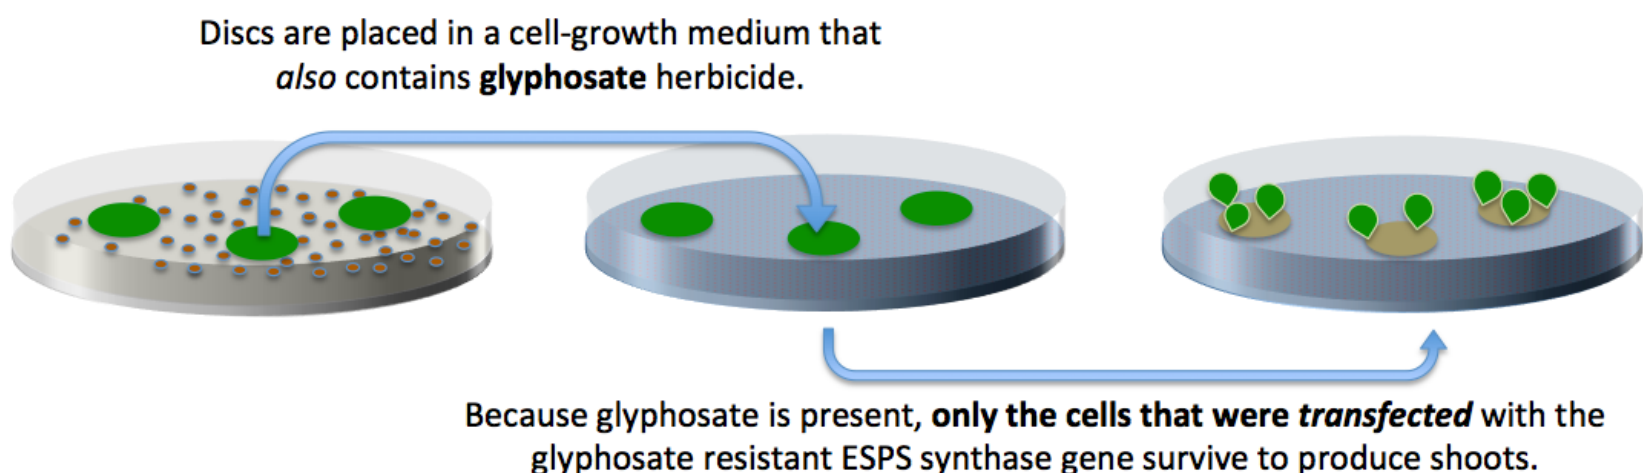 Discs are placed in a cell-growth medium that
also contains glyphosate herbicide.
Because glyphosate is present, only the cells that were transfected with the
glyphosate resistant ESPS synthase gene survive to produce shoots.